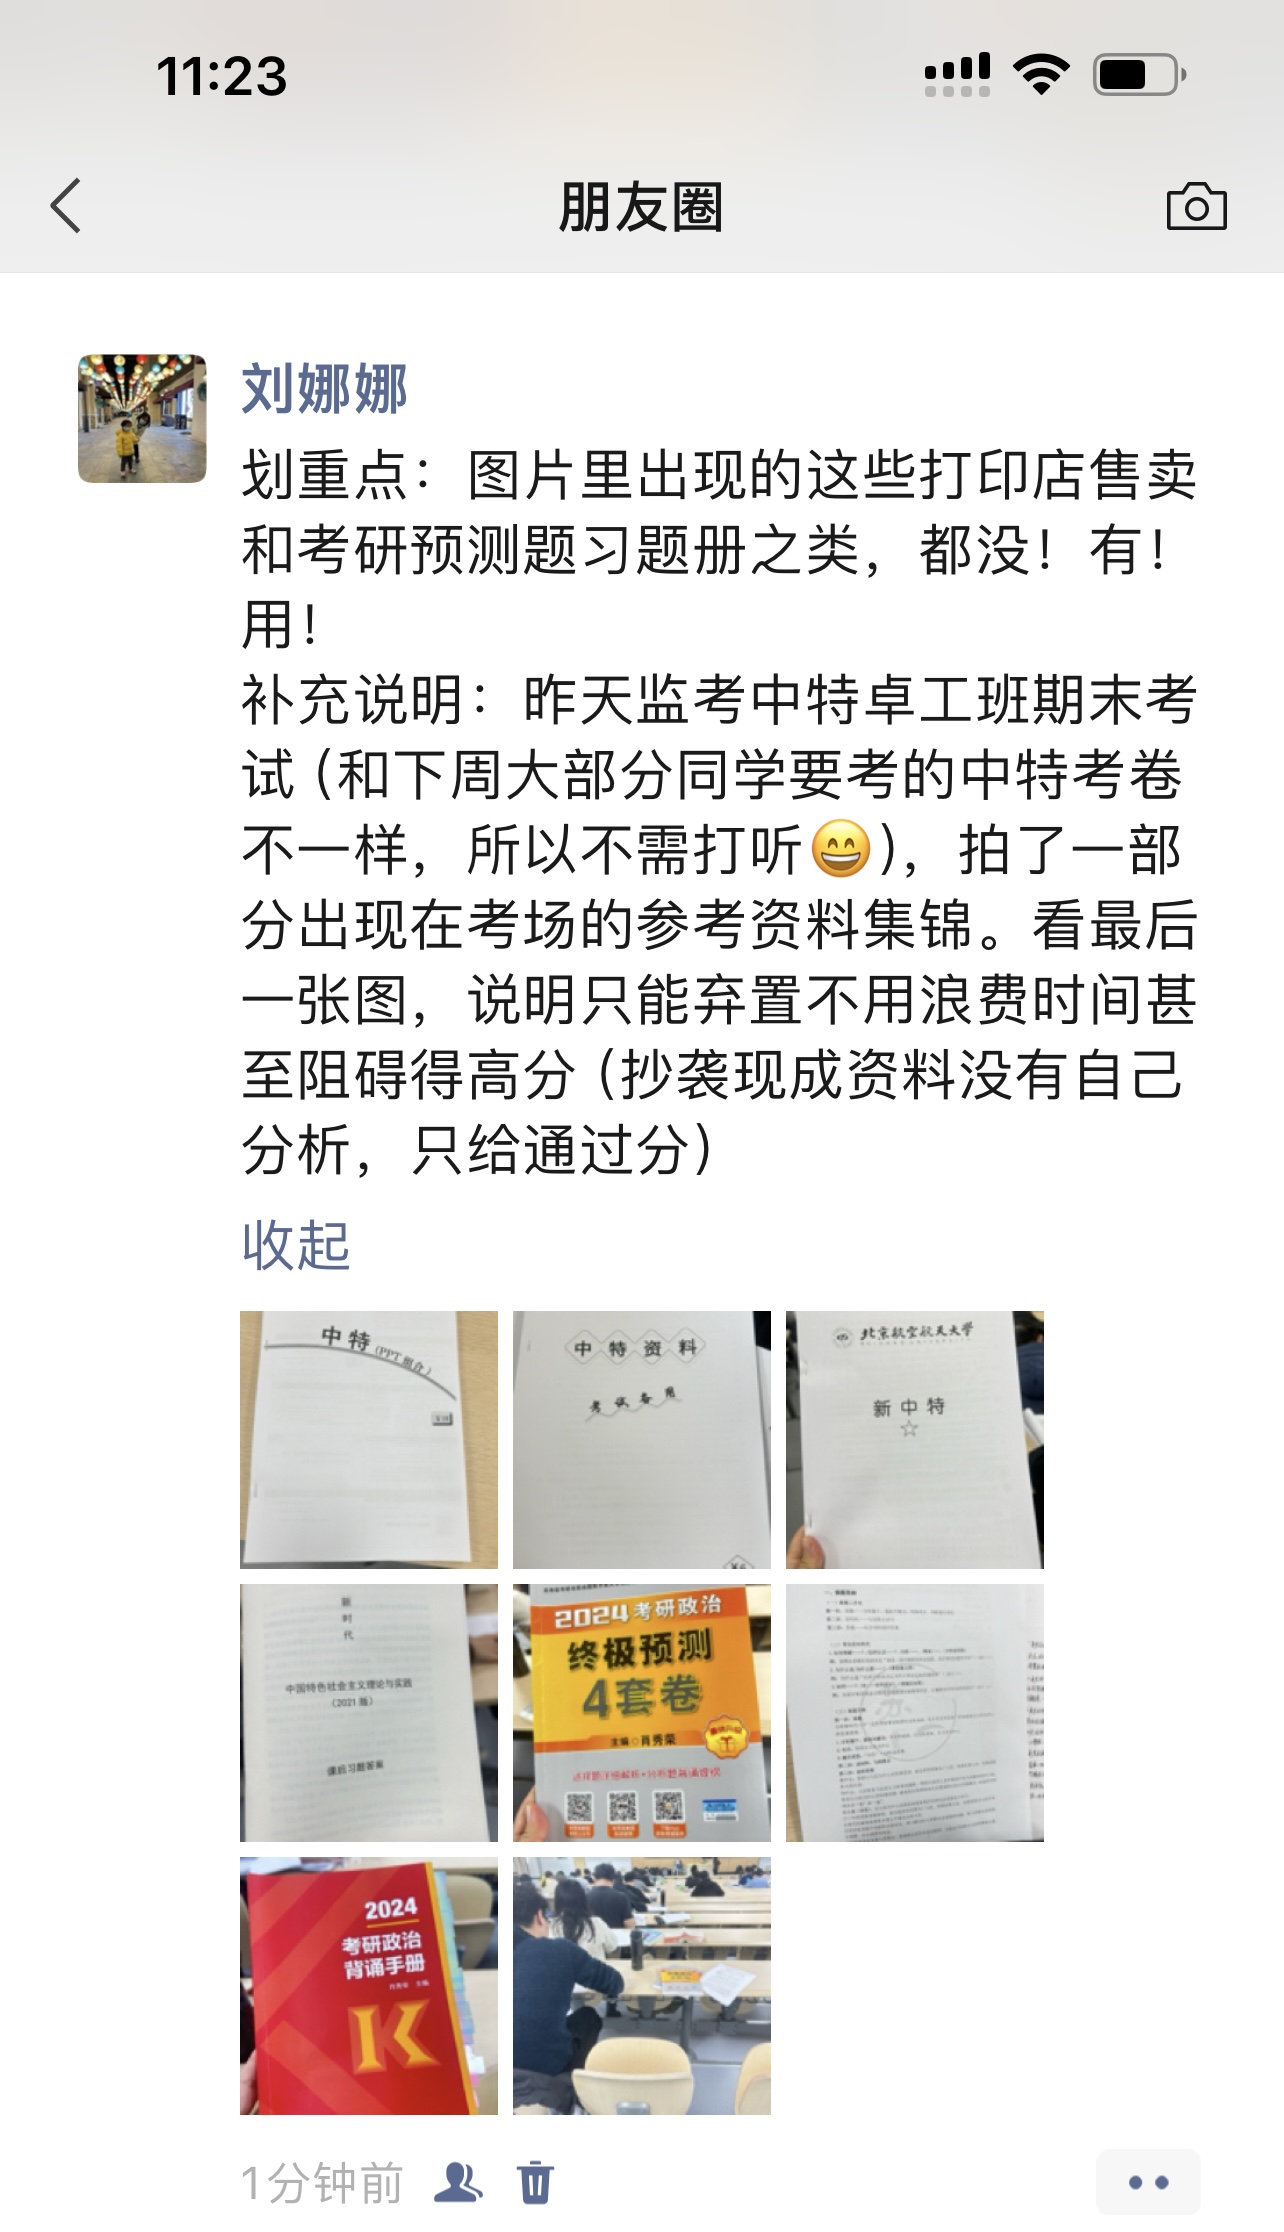 11:23
朋友圈
刘娜娜
划重点：图片里出现的这些打印店售卖
和考研预测题习题册之类，都没！有！
用！
补充说明：昨天监考中特卓工班期末考
试（和下周大部分同学要考的中特考卷
不一样，所以不需打听😄），拍了一部
分出现在考场的参考资料集锦。看最后
一张图，说明只能弃置不用浪费时间甚
至阻碍得高分（抄袭现成资料没有自己
分析，只给通过分）
收起
中特(PPT组合)
中特资料
考试备用
北京航空航天大学
新中特
☆
新
时
代
中国特色社会主义理论与实践
（2021版）
课后习题答案
2024考研政治
终极预测
4套卷
主编○肖秀荣
2024
考研政治
背诵手册
肖秀荣 主编
K
1分钟前